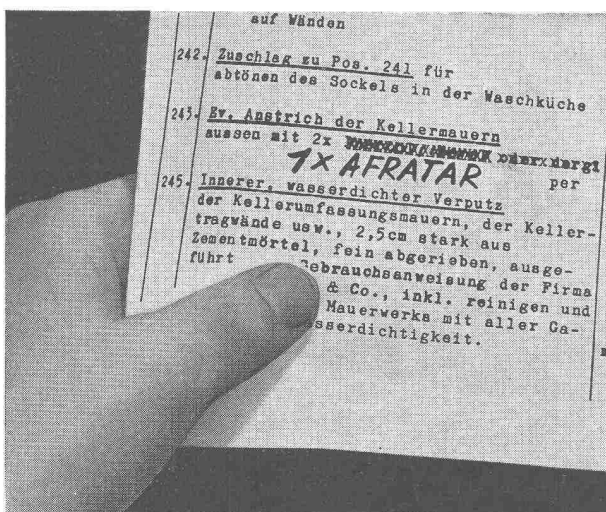 auf Wänden
242. Zuschlag zu Pos. 241 für
abtönen des Sockels in der Waschküche
243. Ev. Anstrich der Kellermauern
aussen mit 2x oder dergl
1X AFRATAR per
245. Innerer, wasserdichter Verputz
der Kellerumfassungsmauern, der Keller-
tragwände usw., 2,5cm stark aus
Zementmörtel, fein abgerieben, ausge-
führt Gebrauchsanweisung der Firma
& Co., inkl. reinigen und
Mauerwerks mit aller Ga-
sserdichtigkeit.